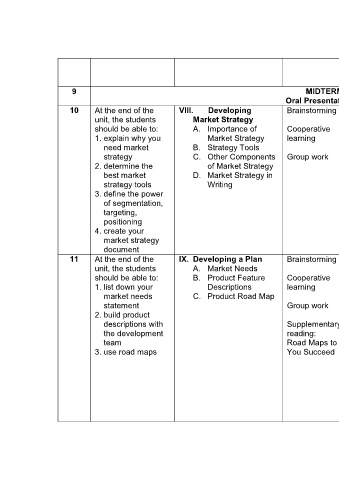 9
MIDTERM
Oral Presentat
10
At the end of the
unit, the students
should be able to:
1. explain why you
need market
strategy
2. determine the
best market
strategy tools
3. define the power
of segmentation,
targeting,
positioning
4. create your
market strategy
document
VIII. Developing
Market Strategy
A. Importance of
Market Strategy
B. Strategy Tools
C. Other Components
of Market Strategy
D. Market Strategy in
Writing
Brainstorming
Cooperative
learning
Group work
11
At the end of the
unit, the students
should be able to:
1. list down your
market needs
statement
2. build product
descriptions with
the development
team
3. use road maps
IX. Developing a Plan
A. Market Needs
B. Product Feature
Descriptions
C. Product Road Map
Brainstorming
Cooperative
learning
Group work
Supplementary
reading:
Road Maps to
You Succeed